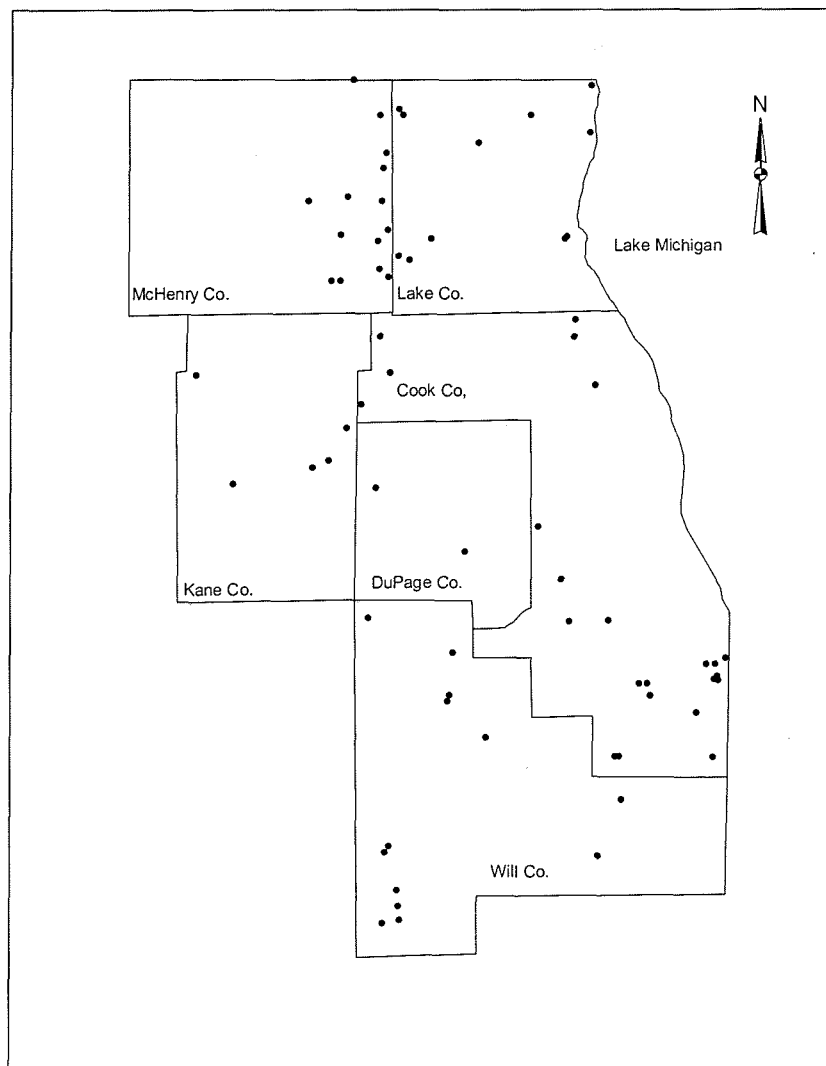 N
Lake Michigan
McHenry Co.
Lake Co.
Cook Co,
Kane Co.
DuPage Co.
Will Co.